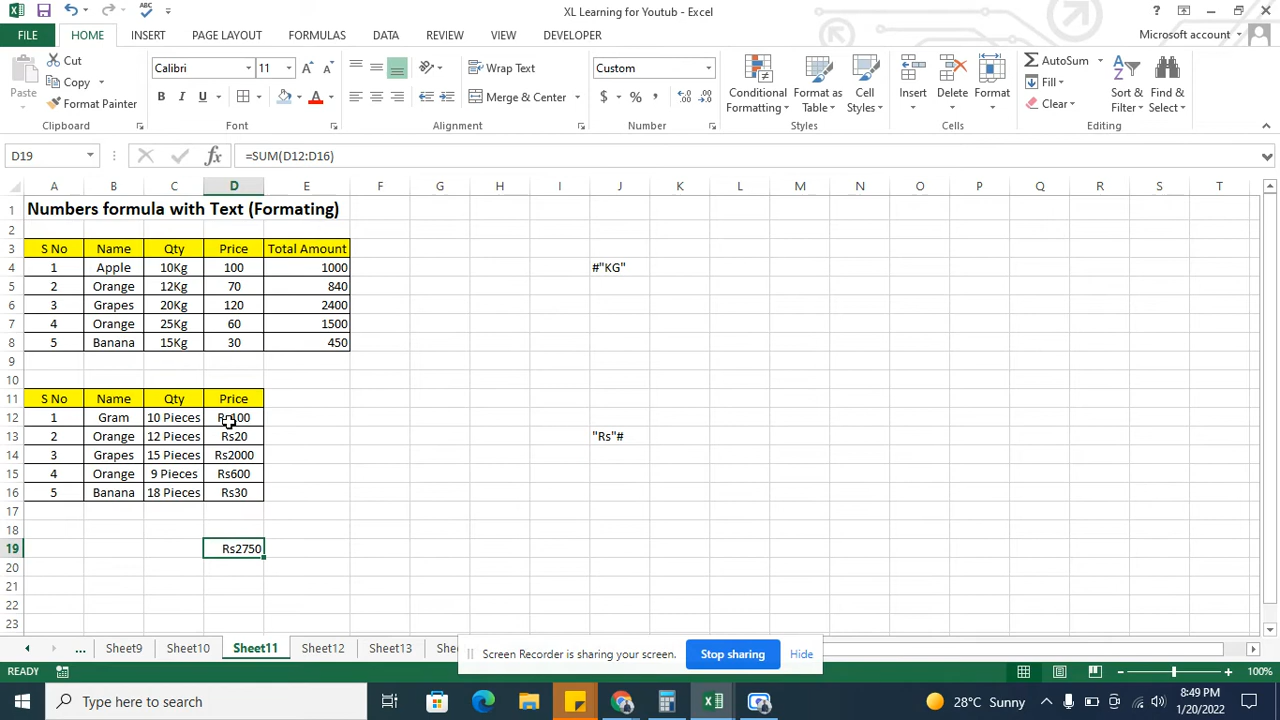 XL Learning for Youtub - Excel
FILE HOME INSERT PAGE LAYOUT FORMULAS DATA REVIEW VIEW DEVELOPER Microsoft account
Paste Cut Copy Format Painter Clipboard
Calibri 11 B I U Font
Wrap Text Merge & Center Alignment
Custom $ % , Number
Conditional Formatting Format as Table Cell Styles Styles
Insert Delete Format Cells
AutoSum Fill Clear Sort & Filter Find & Select Editing
D19 fx =SUM(D12:D16)
A B C D E F G H I J K L M N O P Q R S T
1 Numbers formula with Text (Formating)
2
3 S No Name Qty Price Total Amount
4 1 Apple 10Kg 100 1000 #"KG"
5 2 Orange 12Kg 70 840
6 3 Grapes 20Kg 120 2400
7 4 Orange 25Kg 60 1500
8 5 Banana 15Kg 30 450
9
10
11 S No Name Qty Price
12 1 Gram 10 Pieces
13 2 Orange 12 Pieces Rs20 "Rs"#
14 3 Grapes 15 Pieces Rs2000
15 4 Orange 9 Pieces Rs600
16 5 Banana 18 Pieces Rs30
17
18
19 Rs2750
20
21
22
23
... Sheet9 Sheet10 Sheet11 Sheet12 Sheet13
Screen Recorder is sharing your screen. Stop sharing Hide
READY 100%
Type here to search 28°C Sunny 8:49 PM
1/20/2022